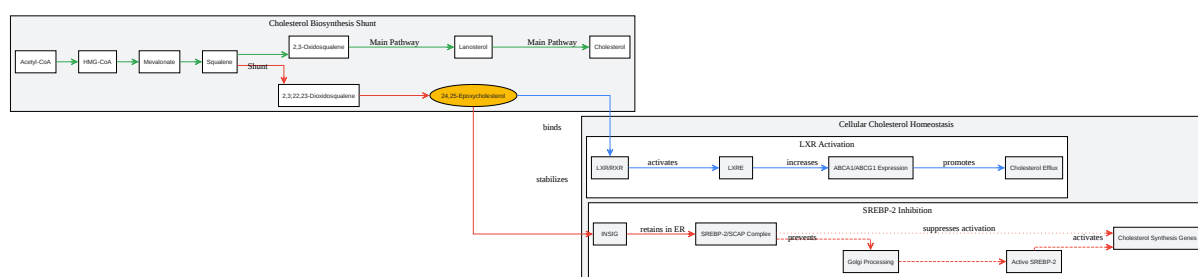 Cholesterol Biosynthesis Shunt
Acetyl-CoA
HMG-CoA
Mevalonate
Squalene
2,3-Oxidosqualene
Main Pathway
Lanosterol
Main Pathway
Cholesterol
Shunt
2,3;22,23-Dioxidosqualene
24,25-Epoxycholesterol
binds
stabilizes
Cellular Cholesterol Homeostasis
LXR Activation
LXR/RXR
activates
LXRE
increases
ABCA1/ABCG1 Expression
promotes
Cholesterol Efflux
SREBP-2 Inhibition
INSIG
retains in ER
SREBP-2/SCAP Complex
suppresses activation
prevents
Golgi Processing
Active SREBP-2
activates
Cholesterol Synthesis Genes